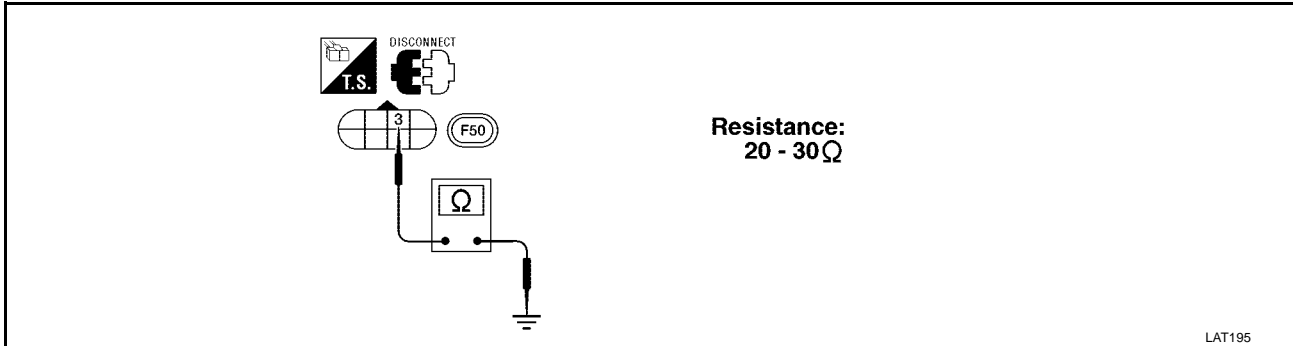 DISCONNECT
T.S.
3
F50
Ω
Resistance:
20 - 30Ω
LAT195